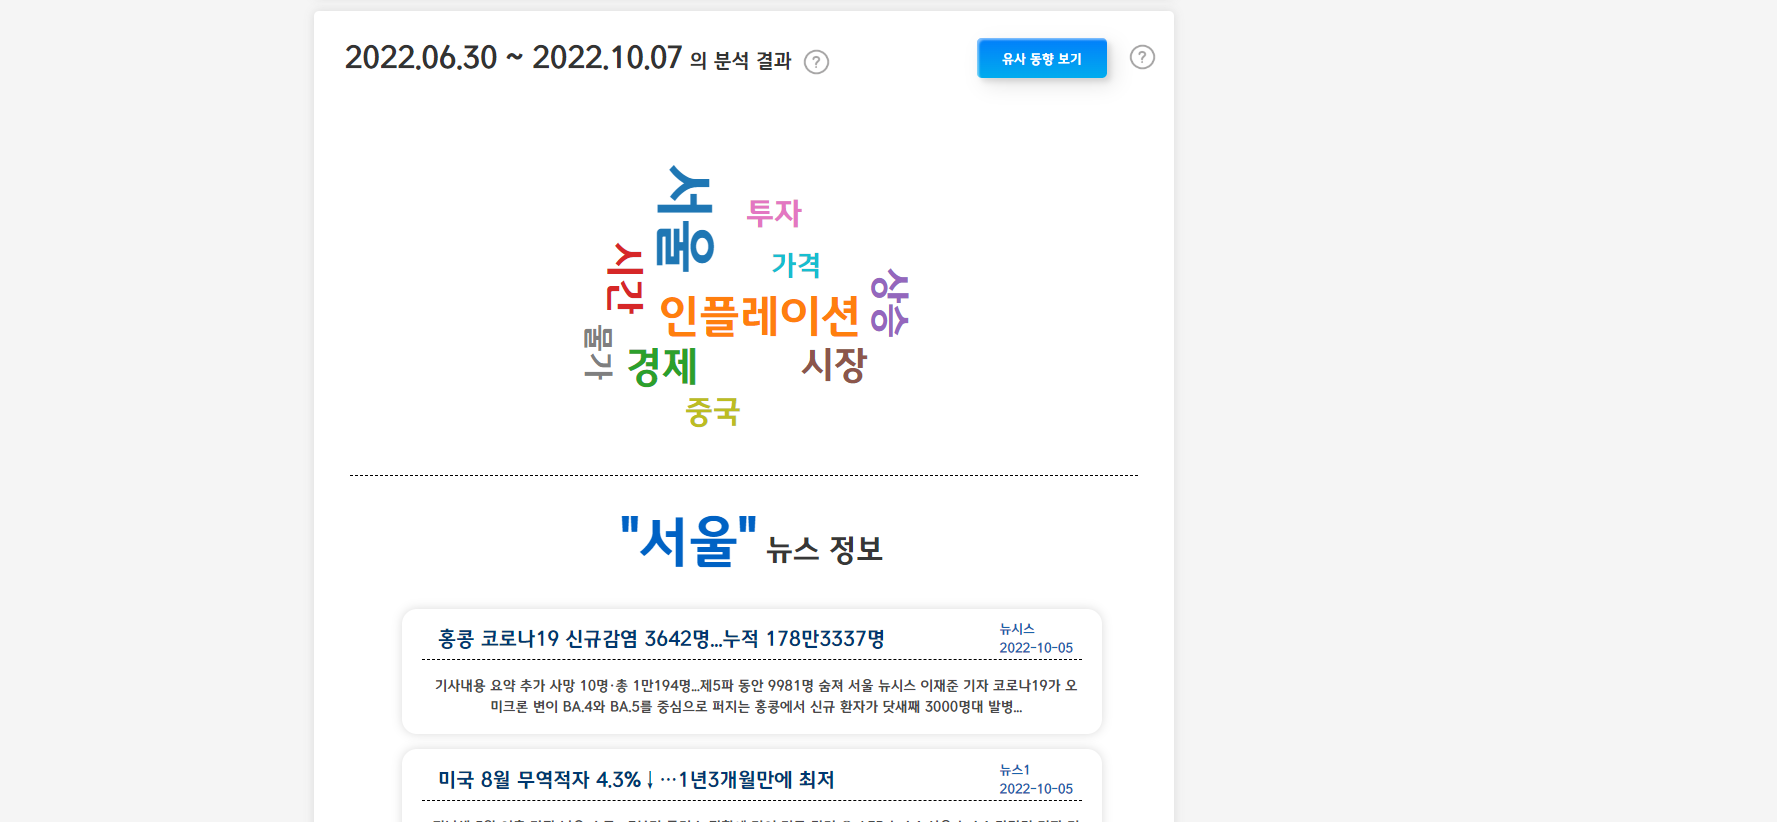 2022.06.30 ~ 2022.10.07 의 분석 결과 ?
유사 동향 보기 ?
서울
투자
시간
가격
상승
인플레이션
물가
경제
시장
중국
"서울" 뉴스 정보
홍콩 코로나19 신규감염 3642명...누적 178만3337명
뉴시스
2022-10-05
기사내용 요약 추가 사망 10명·총 1만194명...제5파 동안 9981명 숨져 서울 뉴시스 이재준 기자 코로나19가 오
미크론 변이 BA.4와 BA.5를 중심으로 퍼지는 홍콩에서 신규 환자가 닷새째 3000명대 발병...
미국 8월 무역적자 4.3%↓…1년3개월만에 최저
뉴스1
2022-10-05